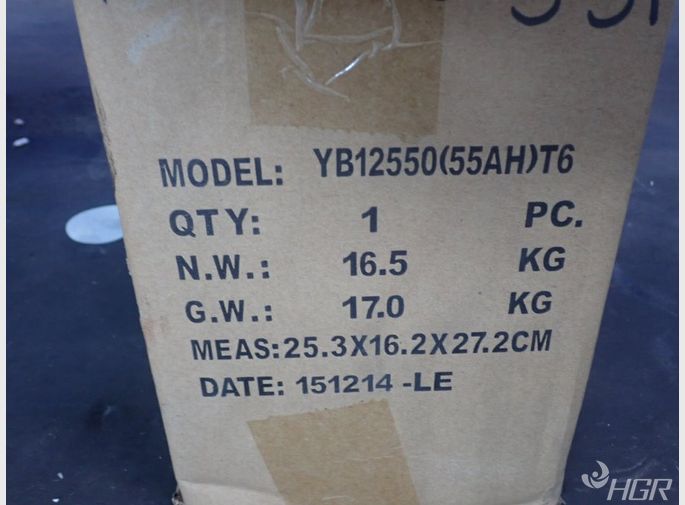 MODEL: YB12550(55AH)T6
QTY: 1 PC.
N.W.: 16.5 KG
G.W.: 17.0 KG
MEAS:25.3X16.2X27.2CM
DATE: 151214 -LE
HGR